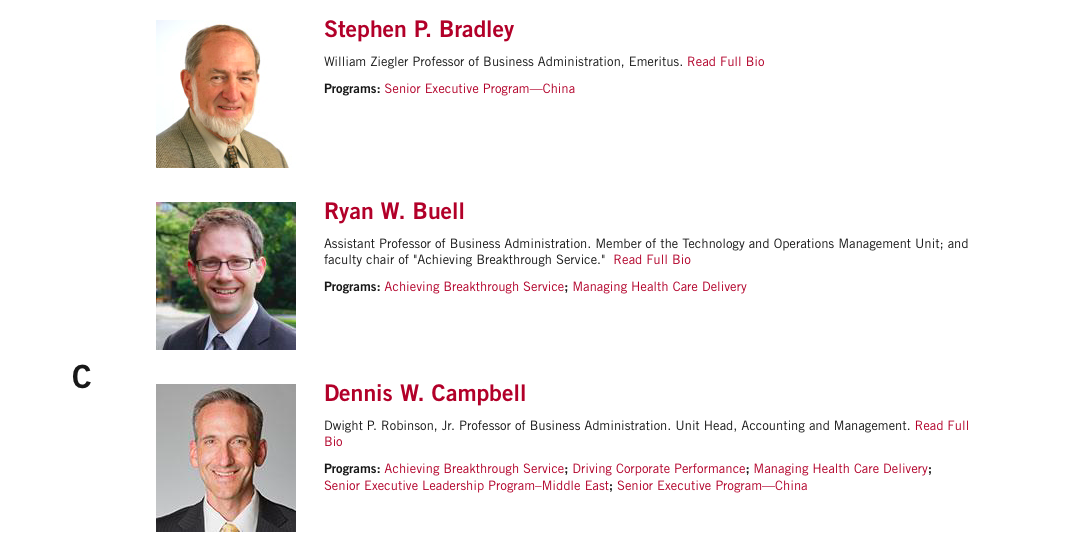 Stephen P. Bradley
William Ziegler Professor of Business Administration, Emeritus. Read Full Bio
Programs: Senior Executive Program—China
Ryan W. Buell
Assistant Professor of Business Administration. Member of the Technology and Operations Management Unit; and
faculty chair of "Achieving Breakthrough Service." Read Full Bio
Programs: Achieving Breakthrough Service; Managing Health Care Delivery
C
Dennis W. Campbell
Dwight P. Robinson, Jr. Professor of Business Administration. Unit Head, Accounting and Management. Read Full
Bio
Programs: Achieving Breakthrough Service; Driving Corporate Performance; Managing Health Care Delivery;
Senior Executive Leadership Program–Middle East; Senior Executive Program—China